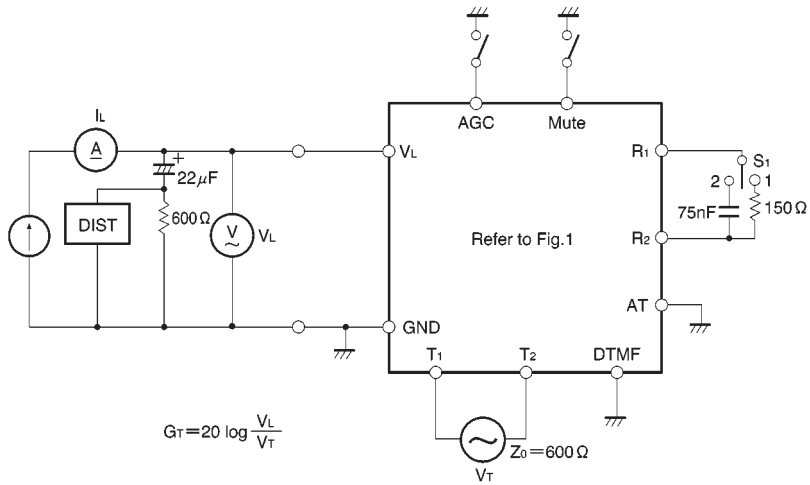 AGC
Mute
IL
A
VL
+
22μF
R1
S1
2
1
DIST
600Ω
V
VL
75nF
150Ω
Refer to Fig.1
R2
AT
GND
T1
T2
DTMF
GT=20 log VL/VT
Z0=600Ω
VT